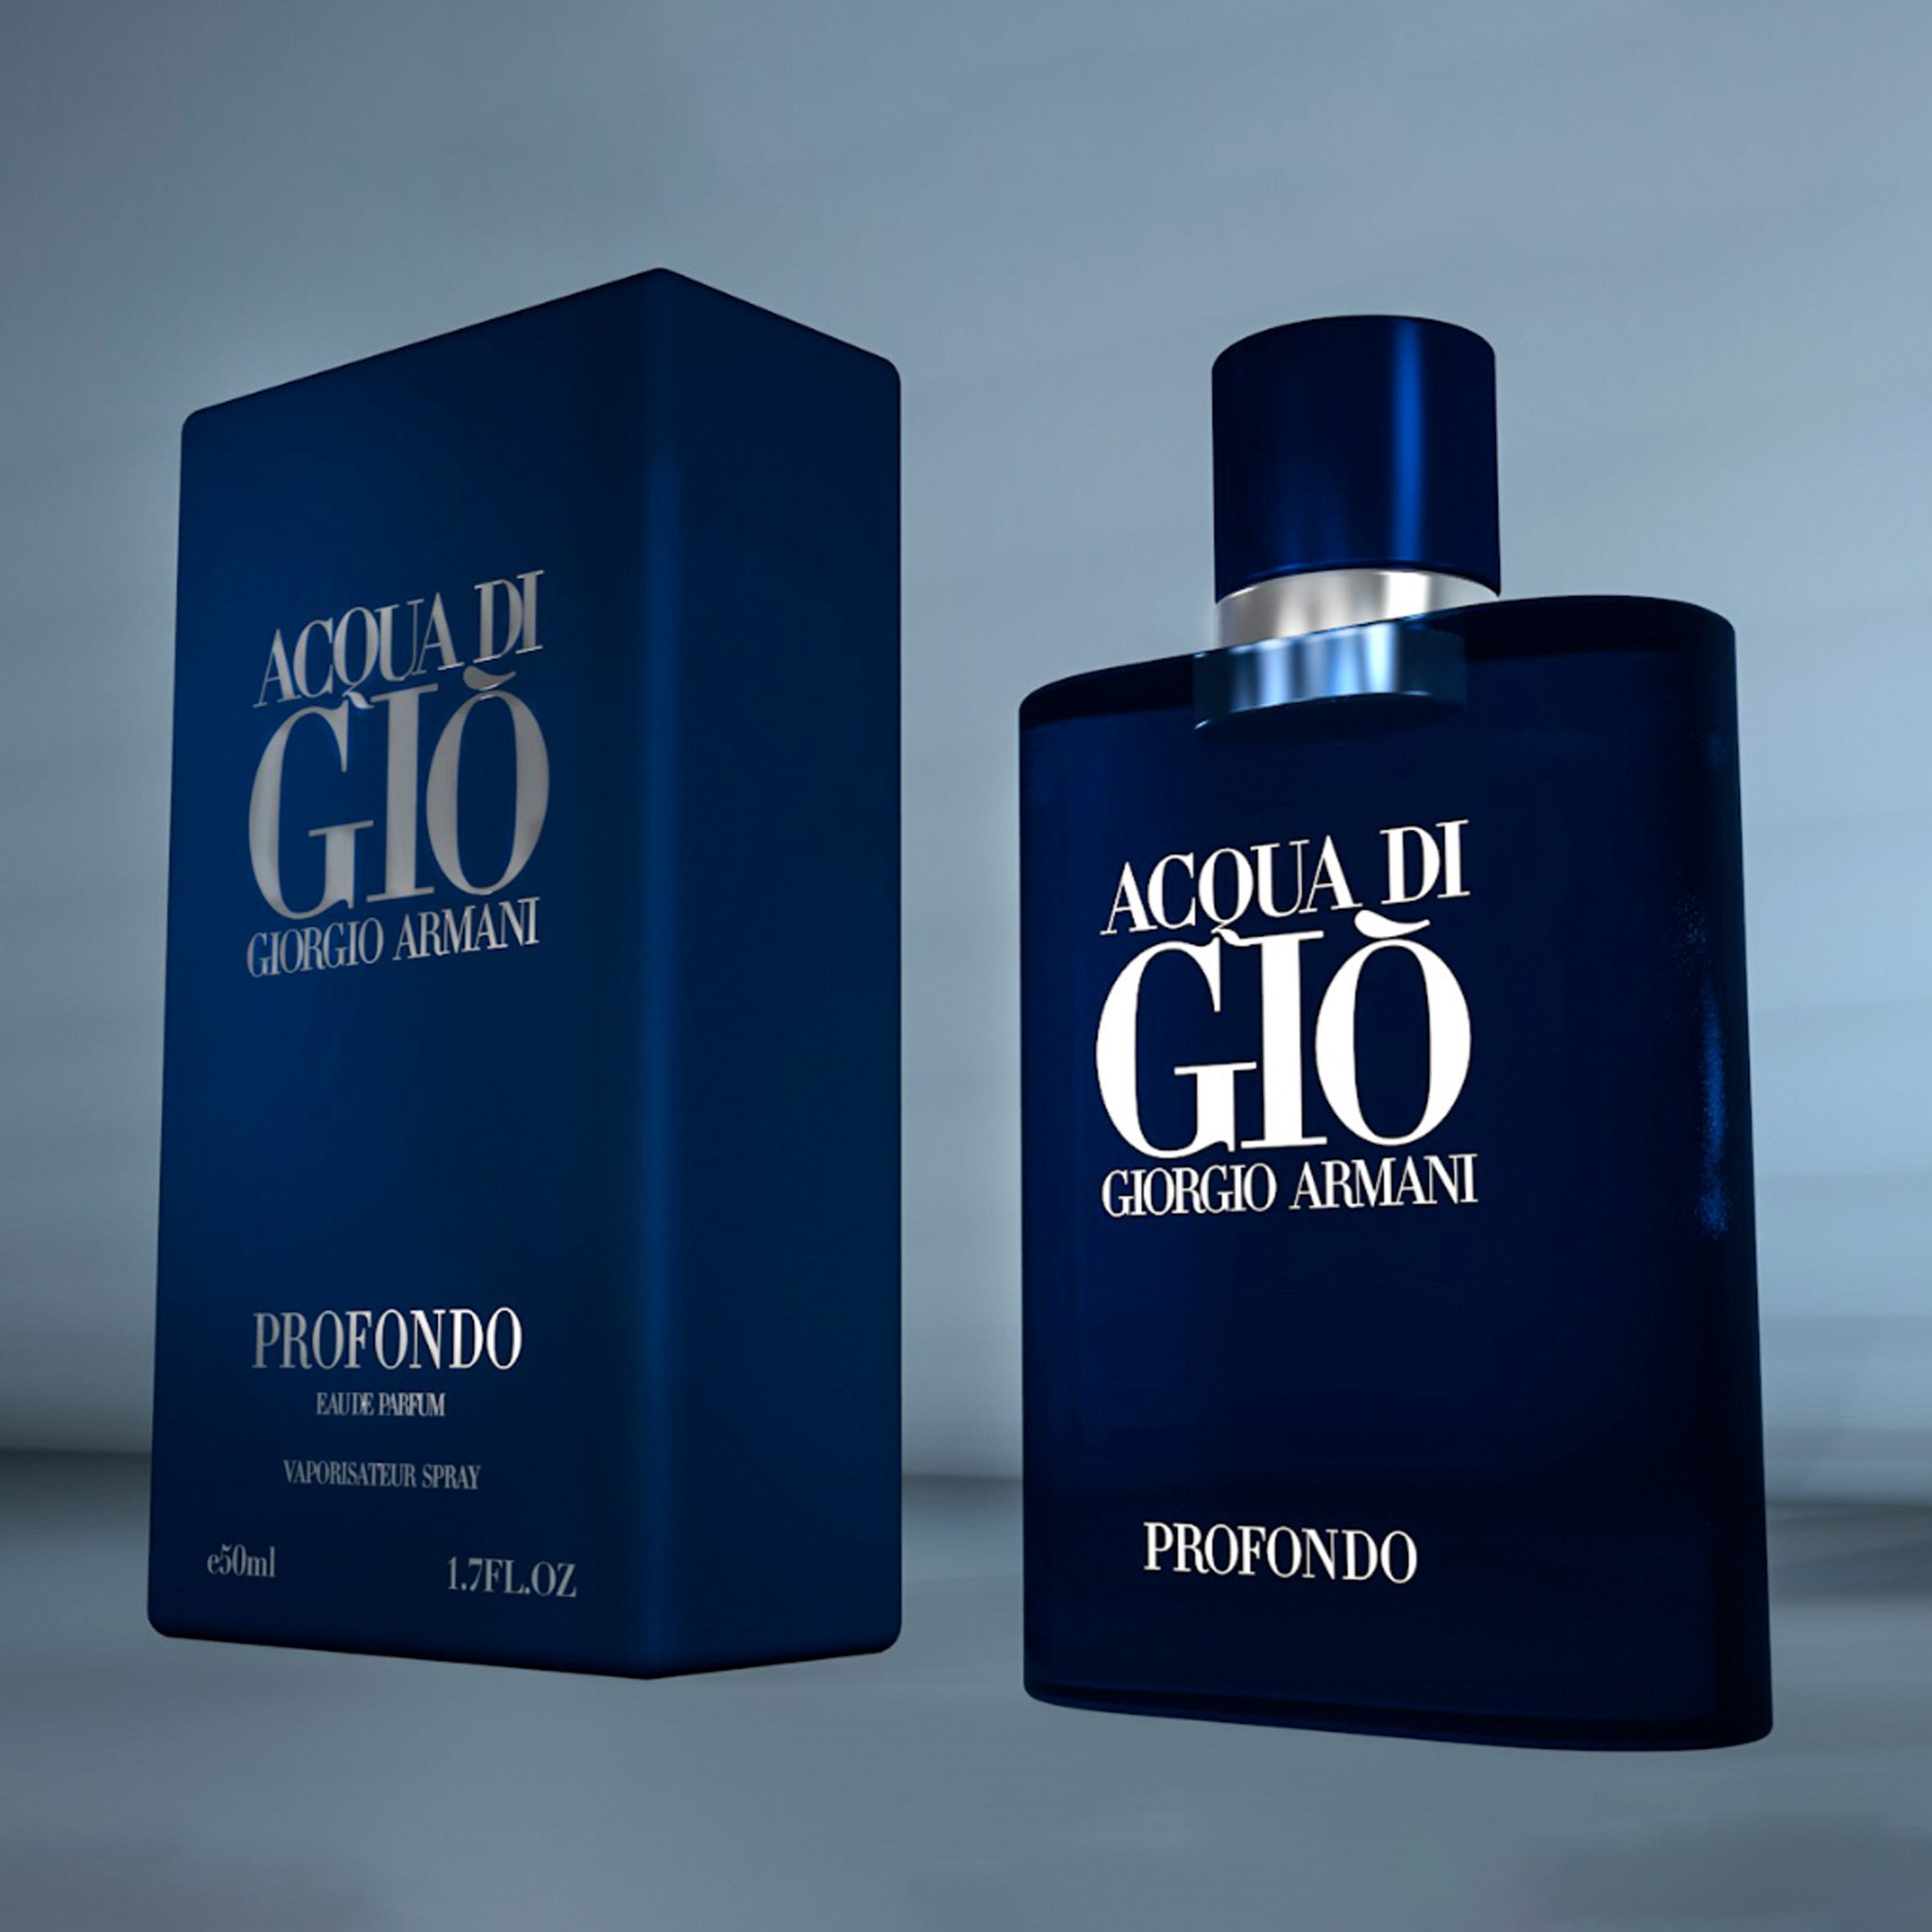 ACQUA DI
GIÒ
GIORGIO ARMANI
PROFONDO
EAU DE PARFUM
VAPORISATEUR SPRAY
e50ml 1.7FL.OZ
ACQUA DI
GIÒ
GIORGIO ARMANI
PROFONDO